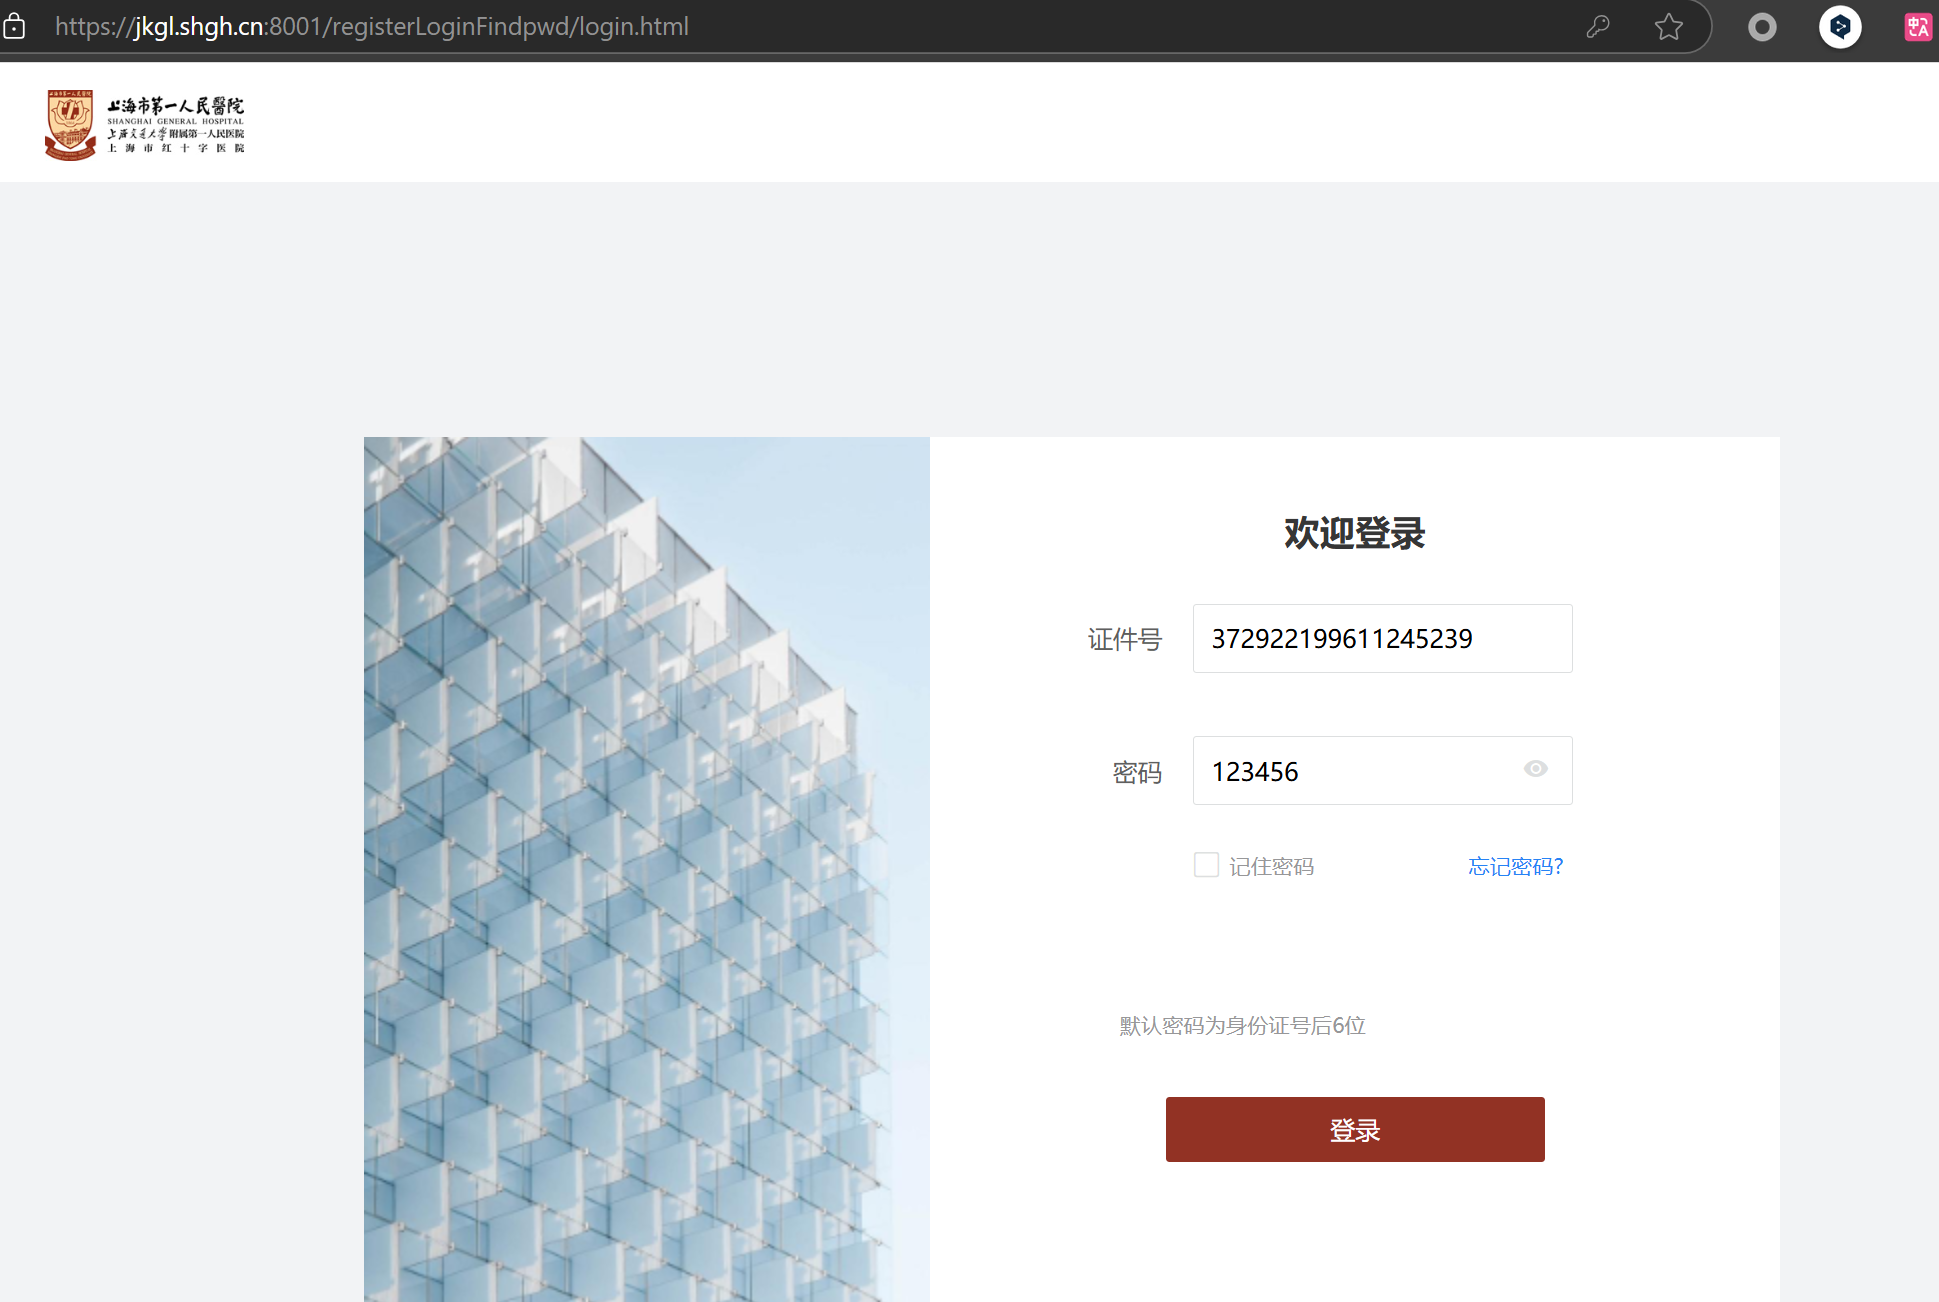 https://jkgl.shgh.cn:8001/registerLoginFindpwd/login.html
上海市第一人民醫院
SHANGHAI GENERAL HOSPITAL
上海交通大学附属第一人民医院
上海市红十字医院
欢迎登录
证件号 372922199611245239
密码 123456
记住密码 忘记密码?
默认密码为身份证号后6位
登录